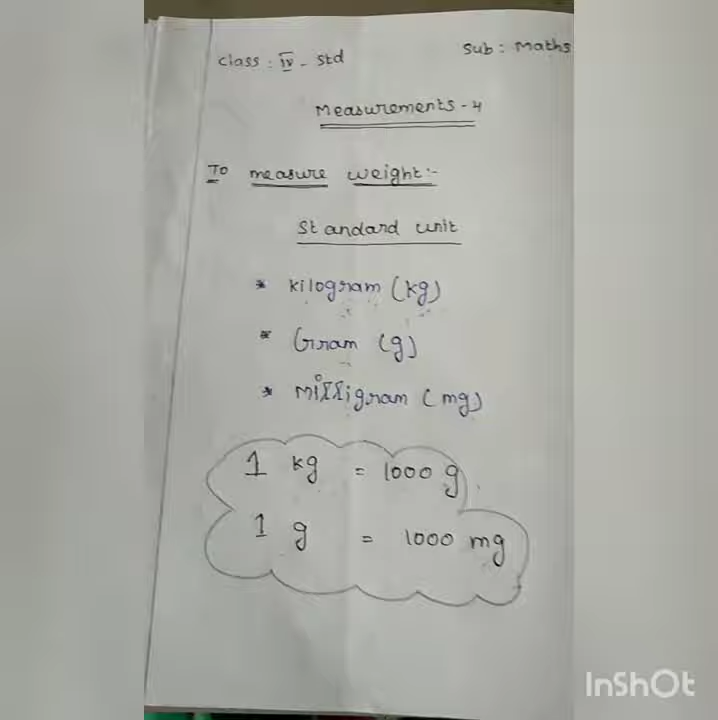 Class : IV - Std
Sub : Maths
Measurements - 4
To measure weight :-
Standard unit
* Kilogram (kg)
* Gram (g)
* Milligram (mg)
1 kg = 1000 g
1 g = 1000 mg
InShOt